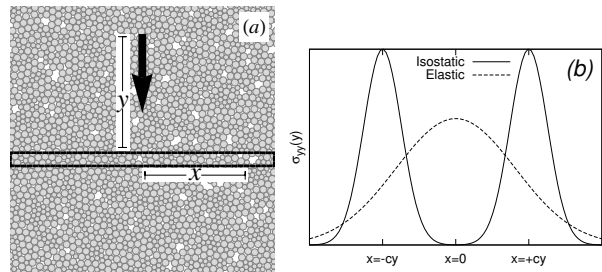 (a)
y
x
(b)
Isostatic
Elastic
σyy(y)
x=-cy x=0 x=+cy